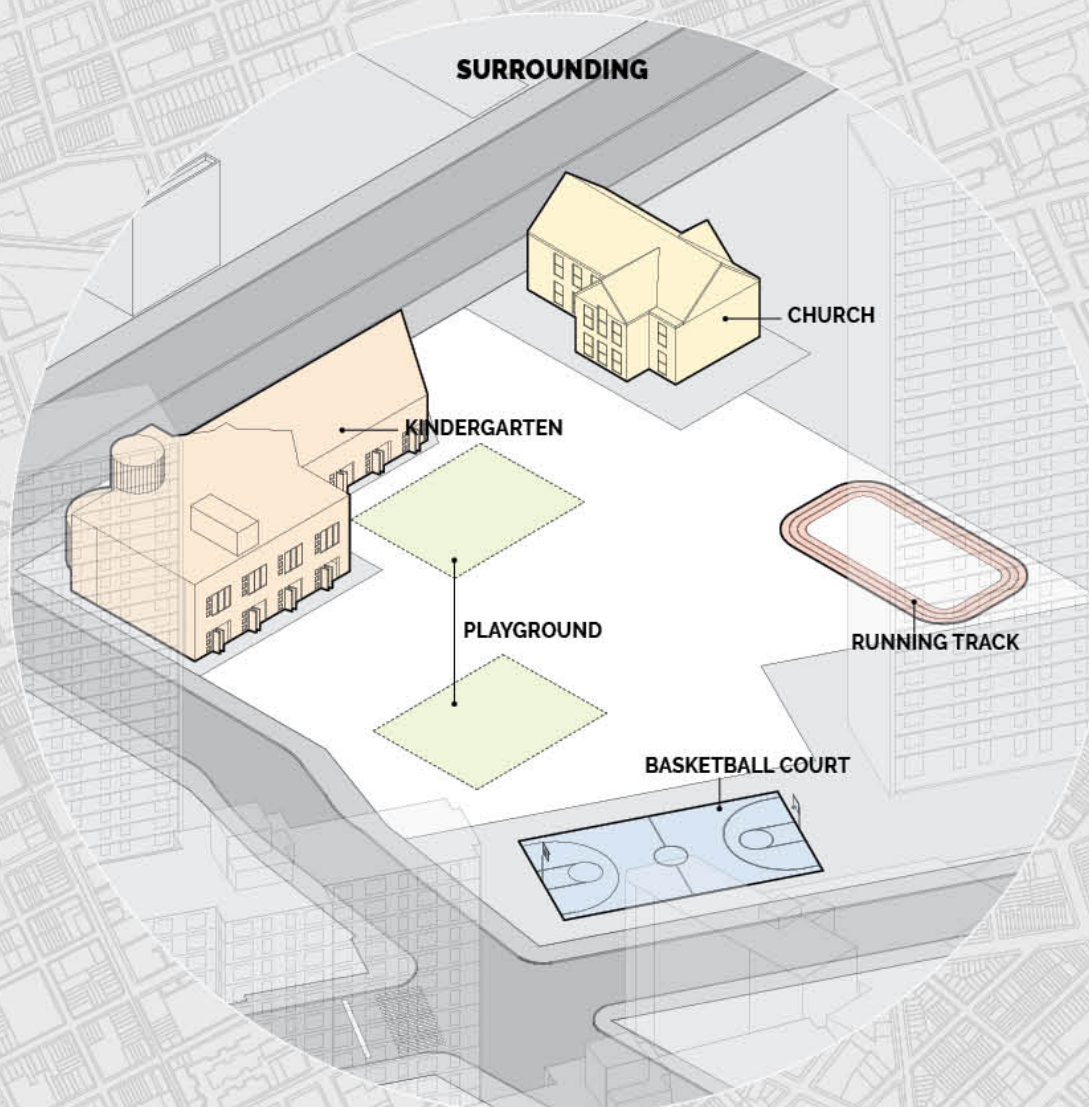 SURROUNDING
CHURCH
KINDERGARTEN
PLAYGROUND
RUNNING TRACK
BASKETBALL COURT